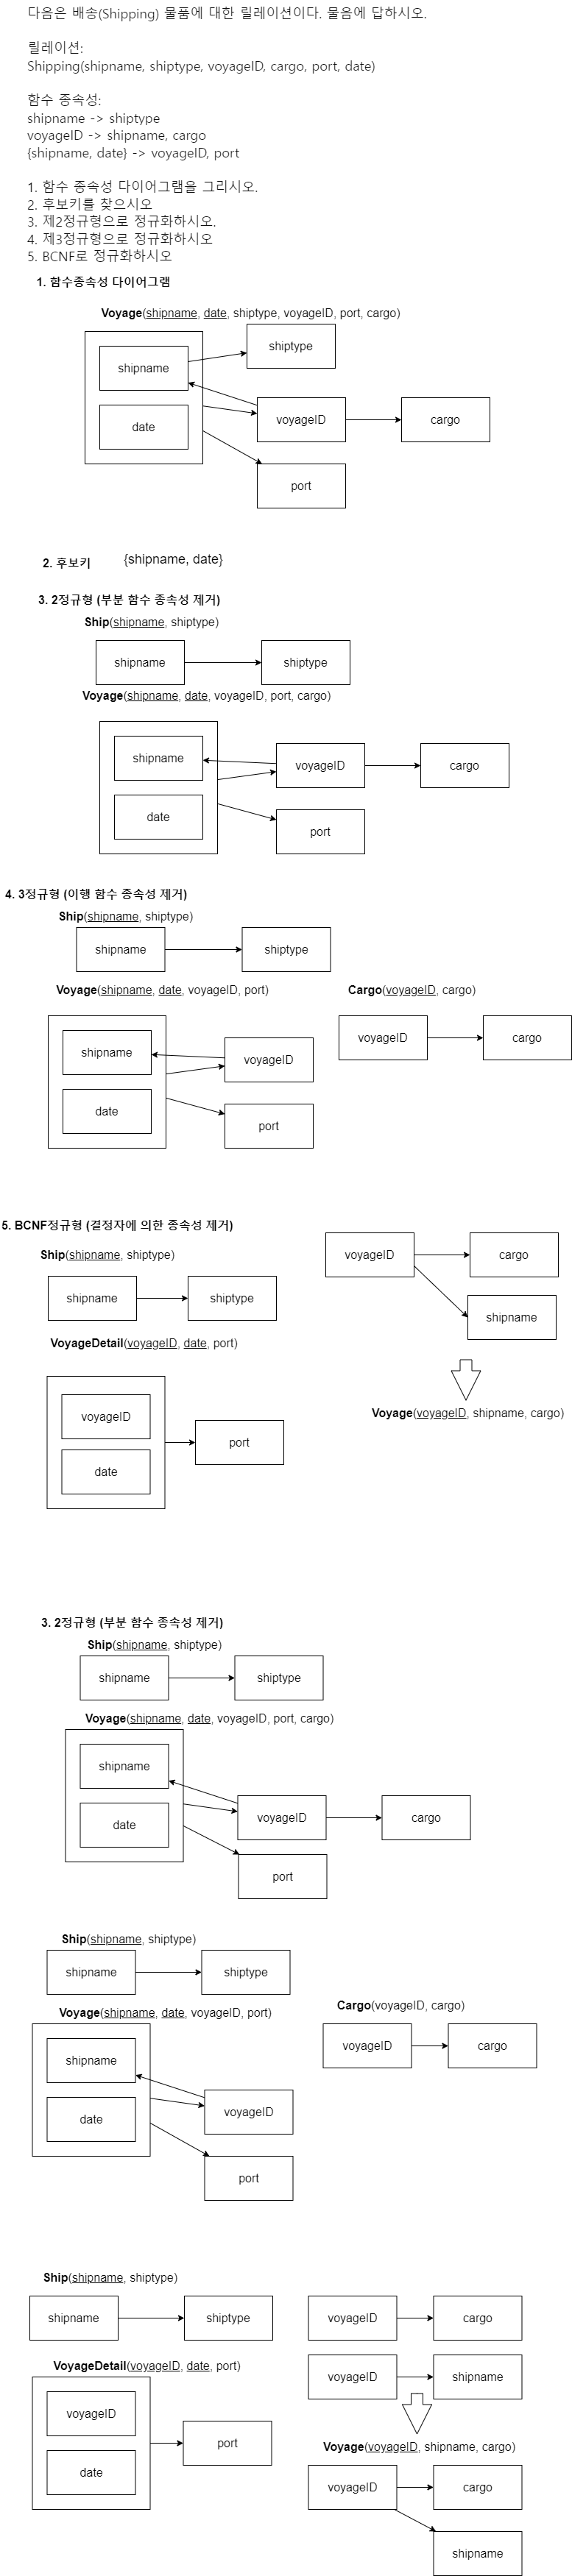 다음은 배송(Shipping) 물품에 대한 릴레이션이다. 물음에 답하시오.
릴레이션:
Shipping(shipname, shiptype, voyageID, cargo, port, date)
함수 종속성:
shipname -> shiptype
voyageID -> shipname, cargo
{shipname, date} -> voyageID, port
1. 함수 종속성 다이어그램을 그리시오.
2. 후보키를 찾으시오
3. 제2정규형으로 정규화하시오.
4. 제3정규형으로 정규화하시오
5. BCNF로 정규화하시오
1. 함수종속성 다이어그램
Voyage(shipname, date, shiptype, voyageID, port, cargo)
shiptype
shipname
voyageID
cargo
date
port
2. 후보키
{shipname, date}
3. 2정규형 (부분 함수 종속성 제거)
Ship(shipname, shiptype)
shipname
shiptype
Voyage(shipname, date, voyageID, port, cargo)
shipname
voyageID
cargo
date
port
4. 3정규형 (이행 함수 종속성 제거)
Ship(shipname, shiptype)
shipname
shiptype
Voyage(shipname, date, voyageID, port)
Cargo(voyageID, cargo)
shipname
voyageID
date
port
voyageID
cargo
5. BCNF정규형 (결정자에 의한 종속성 제거)
Ship(shipname, shiptype)
shipname
shiptype
voyageID
cargo
shipname
VoyageDetail(voyageID, date, port)
voyageID
date
port
Voyage(voyageID, shipname, cargo)
3. 2정규형 (부분 함수 종속성 제거)
Ship(shipname, shiptype)
shipname
shiptype
Voyage(shipname, date, voyageID, port, cargo)
shipname
date
voyageID
cargo
port
Ship(shipname, shiptype)
shipname
shiptype
Voyage(shipname, date, voyageID, port)
Cargo(voyageID, cargo)
shipname
voyageID
cargo
date
voyageID
port
Ship(shipname, shiptype)
shipname
shiptype
voyageID
cargo
VoyageDetail(voyageID, date, port)
voyageID
shipname
voyageID
date
port
Voyage(voyageID, shipname, cargo)
voyageID
cargo
shipname